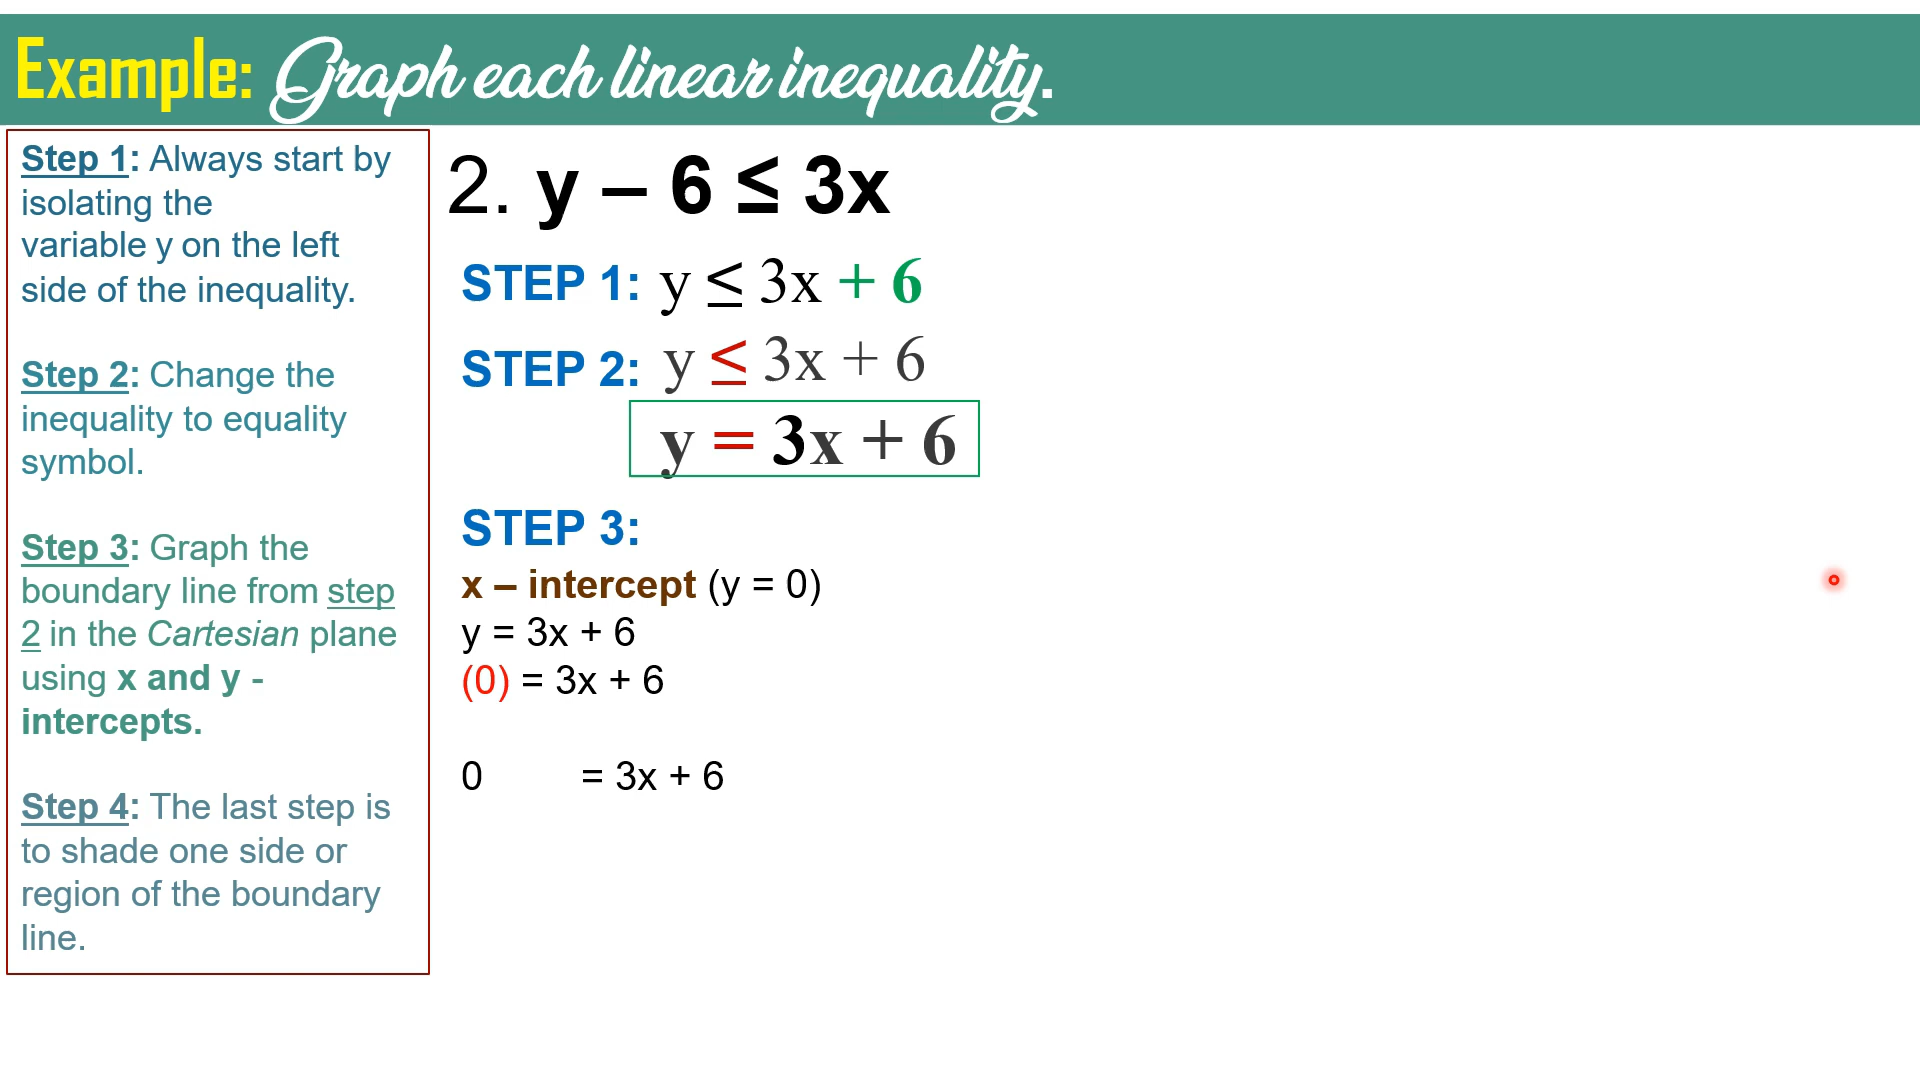 Example: Graph each linear inequality.
Step 1: Always start by
isolating the
variable y on the left
side of the inequality.
Step 2: Change the
inequality to equality
symbol.
Step 3: Graph the
boundary line from step
2 in the Cartesian plane
using x and y -
intercepts.
Step 4: The last step is
to shade one side or
region of the boundary
line.
2. y – 6 ≤ 3x
STEP 1: y ≤ 3x + 6
STEP 2: y ≤ 3x + 6
y = 3x + 6
STEP 3:
x – intercept (y = 0)
y = 3x + 6
(0) = 3x + 6
0 = 3x + 6